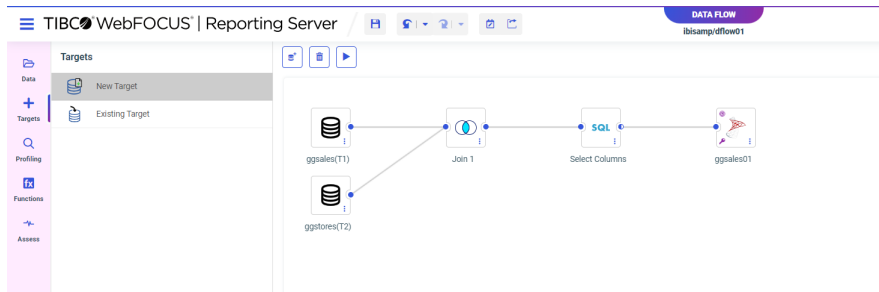 TIBCO® WebFOCUS® | Reporting Server
DATA FLOW
ibisamp/dflow01
Data
Targets
Profiling
fx
Functions
Assess
Targets
New Target
Existing Target
ggsales(T1)
Join 1
SQL
Select Columns
ggsales01
ggstores(T2)